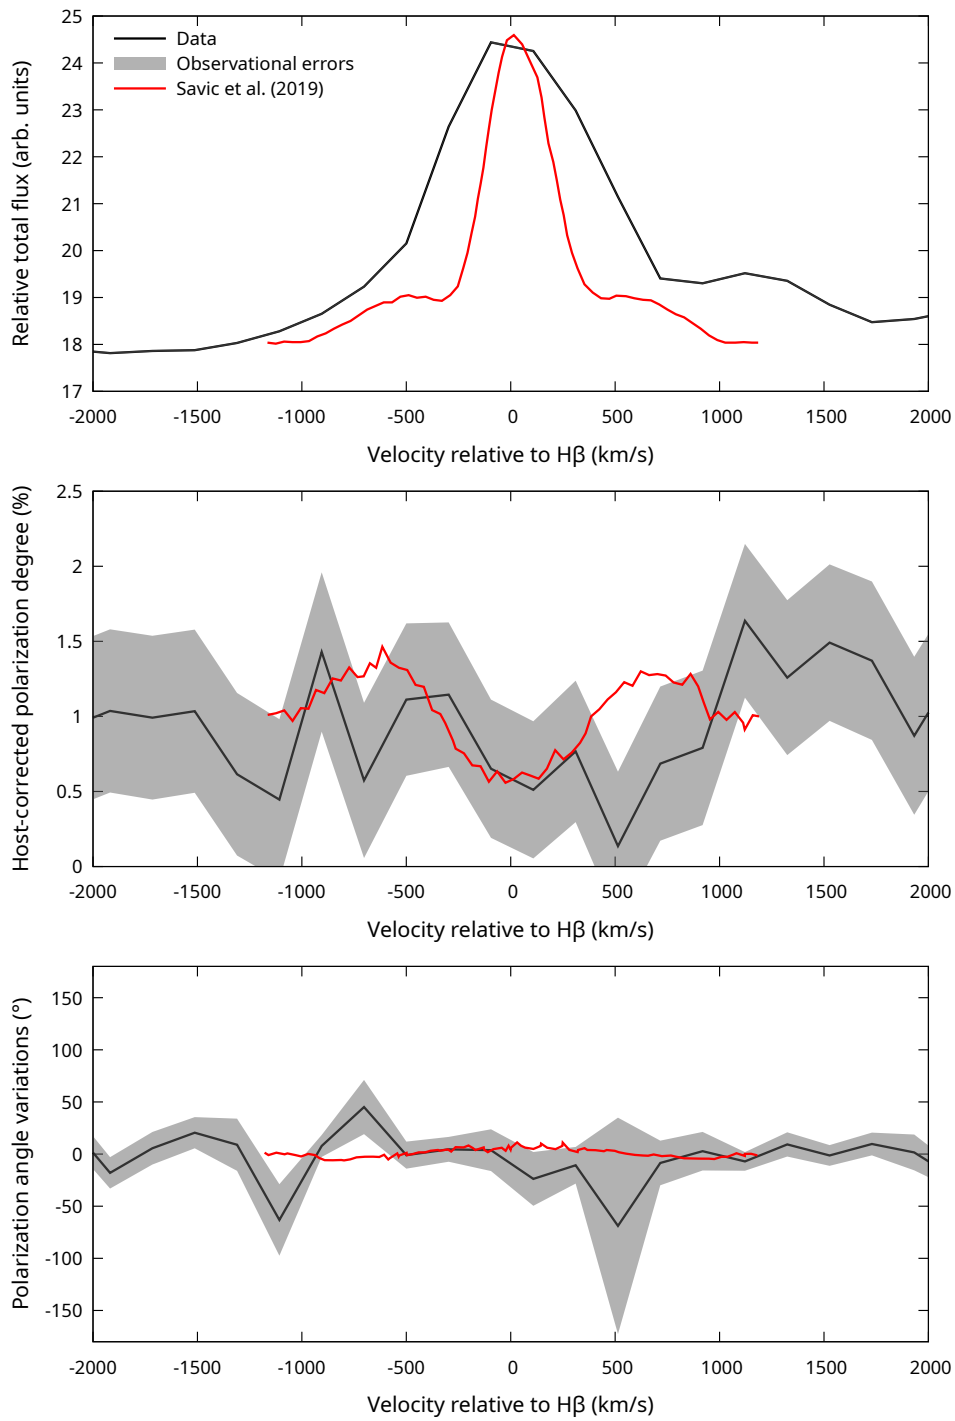 Relative total flux (arb. units)
25
24
23
22
21
20
19
18
17
Data
Observational errors
Savic et al. (2019)
-2000 -1500 -1000 -500 0 500 1000 1500 2000
Velocity relative to Hβ (km/s)
Host-corrected polarization degree (%)
2.5
2
1.5
1
0.5
0
-2000 -1500 -1000 -500 0 500 1000 1500 2000
Velocity relative to Hβ (km/s)
Polarization angle variations (°)
150
100
50
0
-50
-100
-150
-2000 -1500 -1000 -500 0 500 1000 1500 2000
Velocity relative to Hβ (km/s)